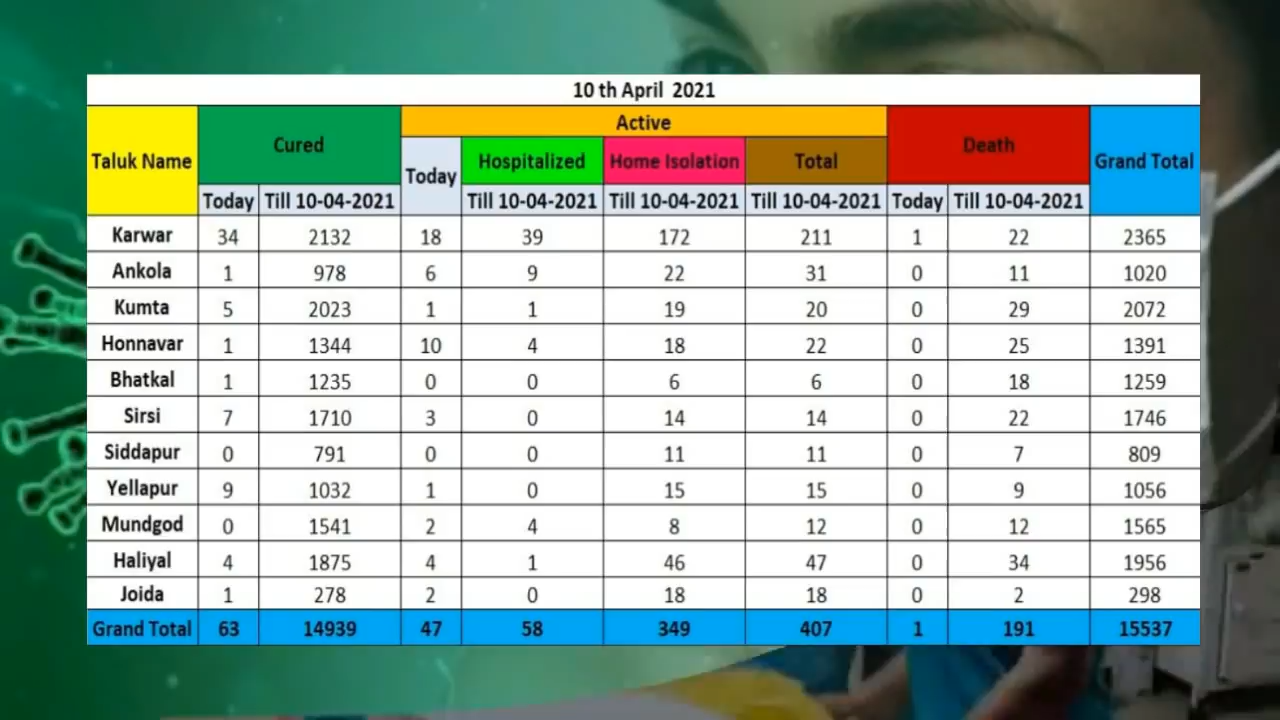 10 th April 2021
Taluk Name Cured Active Death Grand Total
Today Hospitalized Home Isolation Total
Today Till 10-04-2021 Till 10-04-2021 Till 10-04-2021 Till 10-04-2021 Today Till 10-04-2021
Karwar 34 2132 18 39 172 211 1 22 2365
Ankola 1 978 6 9 22 31 0 11 1020
Kumta 5 2023 1 1 19 20 0 29 2072
Honnavar 1 1344 10 4 18 22 0 25 1391
Bhatkal 1 1235 0 0 6 6 0 18 1259
Sirsi 7 1710 3 0 14 14 0 22 1746
Siddapur 0 791 0 0 11 11 0 7 809
Yellapur 9 1032 1 0 15 15 0 9 1056
Mundgod 0 1541 2 4 8 12 0 12 1565
Haliyal 4 1875 4 1 46 47 0 34 1956
Joida 1 278 2 0 18 18 0 2 298
Grand Total 63 14939 47 58 349 407 1 191 15537